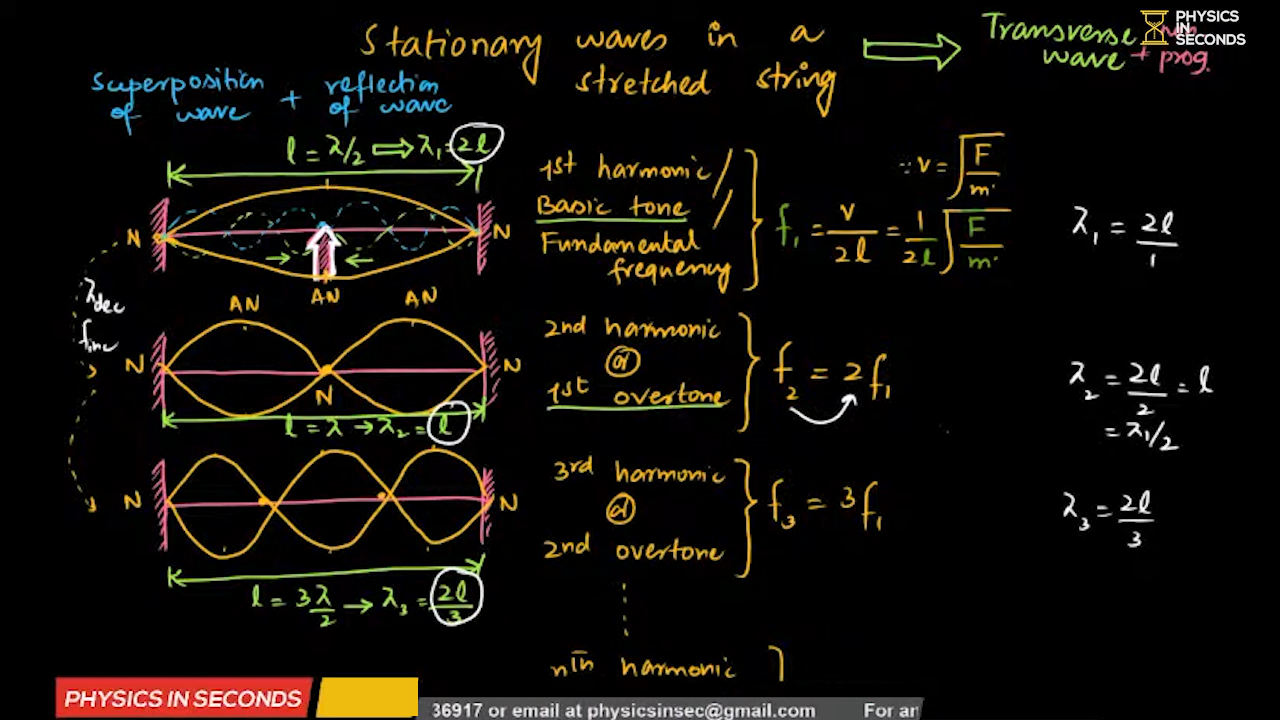 Stationary waves in a
stretched string
Transverse
wave + prog.
PHYSICS
IN
SECONDS
superposition + reflection
of wave of wave
l = λ/2 ⇒ λ₁ = 2l
N N
AN
1st harmonic /
Basic tone /
Fundamental
frequency
∵ v = √(F/m)
f₁ = v/2l = 1/2l √(F/m)
λ₁ = 2l/1
λ dec
f inc
AN AN
N N
N
l = λ → λ₂ = l
2nd harmonic
or
1st overtone
f₂ = 2f₁
λ₂ = 2l/2 = l
= λ₁/2
N N
l = 3λ/2 → λ₃ = 2l/3
3rd harmonic
or
2nd overtone
f₃ = 3f₁
λ₃ = 2l/3
nth harmonic
PHYSICS IN SECONDS
36917 or email at physicsinsec@gmail.com For an